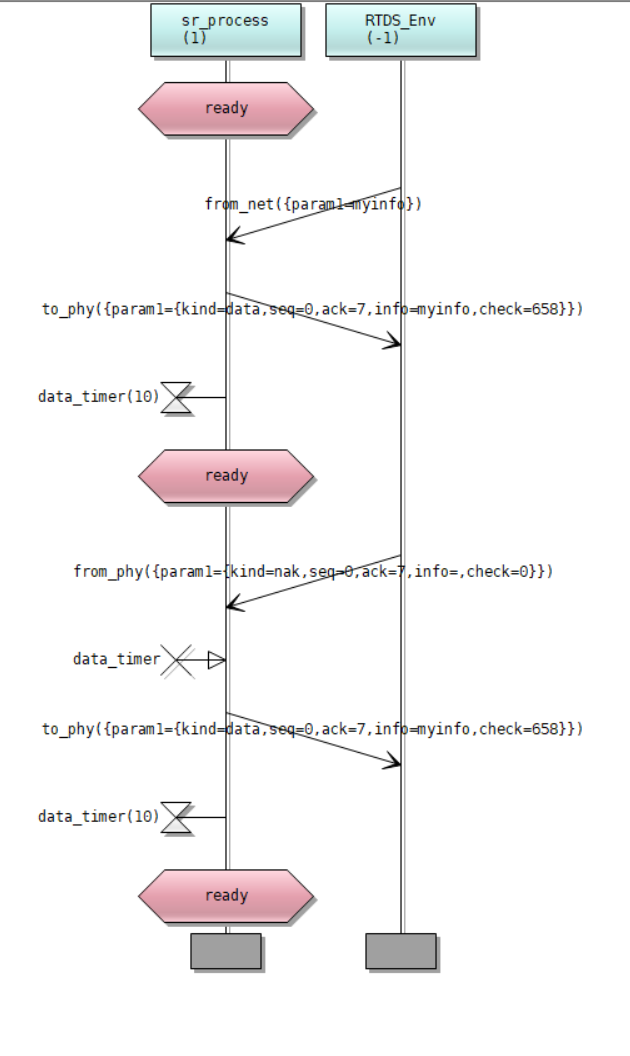 sr_process
(1)
RTDS_Env
(-1)
ready
from_net({param1=myinfo})
to_phy({param1={kind=data,seq=0,ack=7,info=myinfo,check=658}})
data_timer(10)
ready
from_phy({param1={kind=nak,seq=0,ack=7,info=,check=0}})
data_timer
to_phy({param1={kind=data,seq=0,ack=7,info=myinfo,check=658}})
data_timer(10)
ready